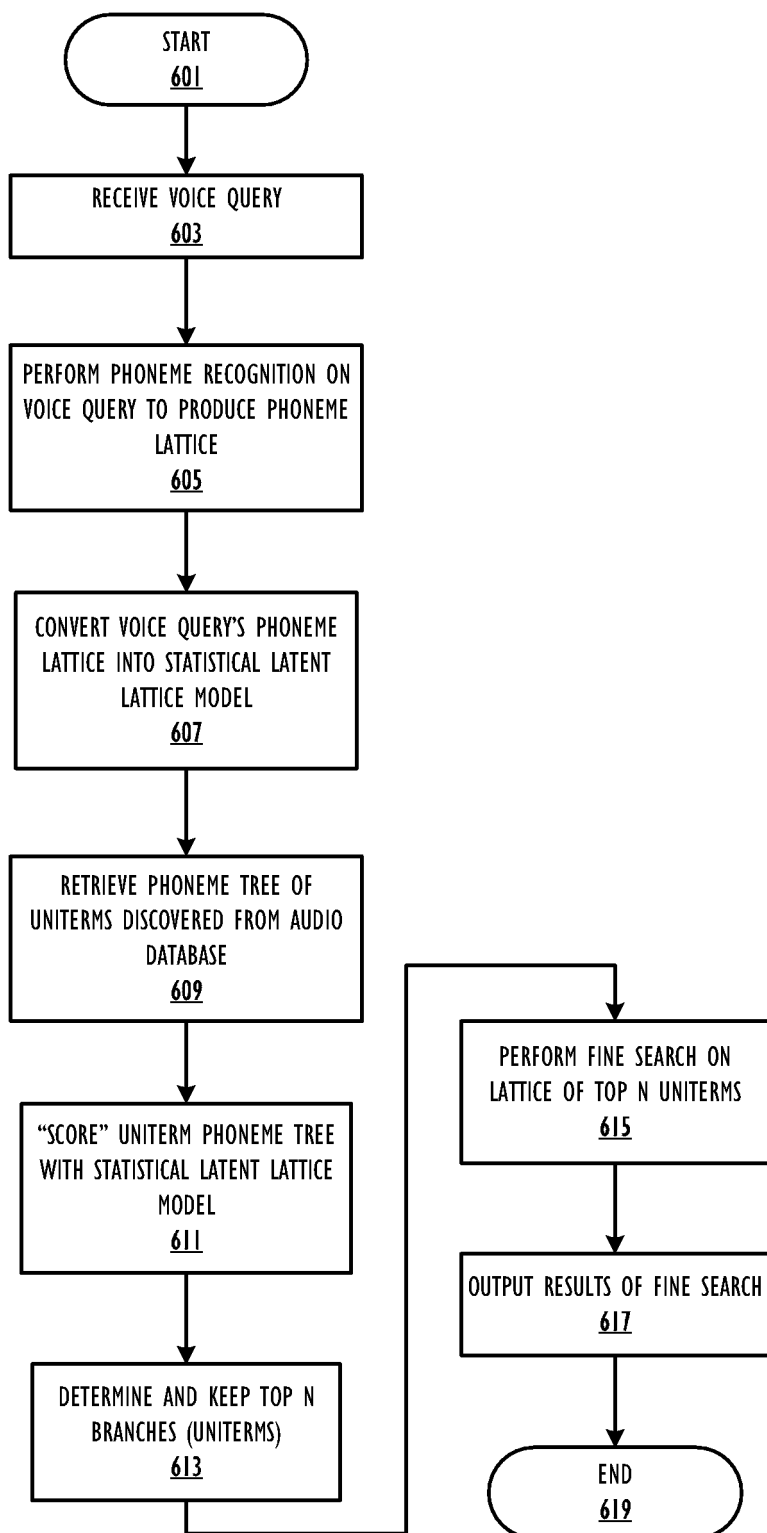 START
601
RECEIVE VOICE QUERY
603
PERFORM PHONEME RECOGNITION ON
VOICE QUERY TO PRODUCE PHONEME
LATTICE
605
CONVERT VOICE QUERY'S PHONEME
LATTICE INTO STATISTICAL LATENT
LATTICE MODEL
607
RETRIEVE PHONEME TREE OF
UNITERMS DISCOVERED FROM AUDIO
DATABASE
609
“SCORE” UNITERM PHONEME TREE
WITH STATISTICAL LATENT LATTICE
MODEL
611
DETERMINE AND KEEP TOP N
BRANCHES (UNITERMS)
613
PERFORM FINE SEARCH ON
LATTICE OF TOP N UNITERMS
615
OUTPUT RESULTS OF FINE SEARCH
617
END
619